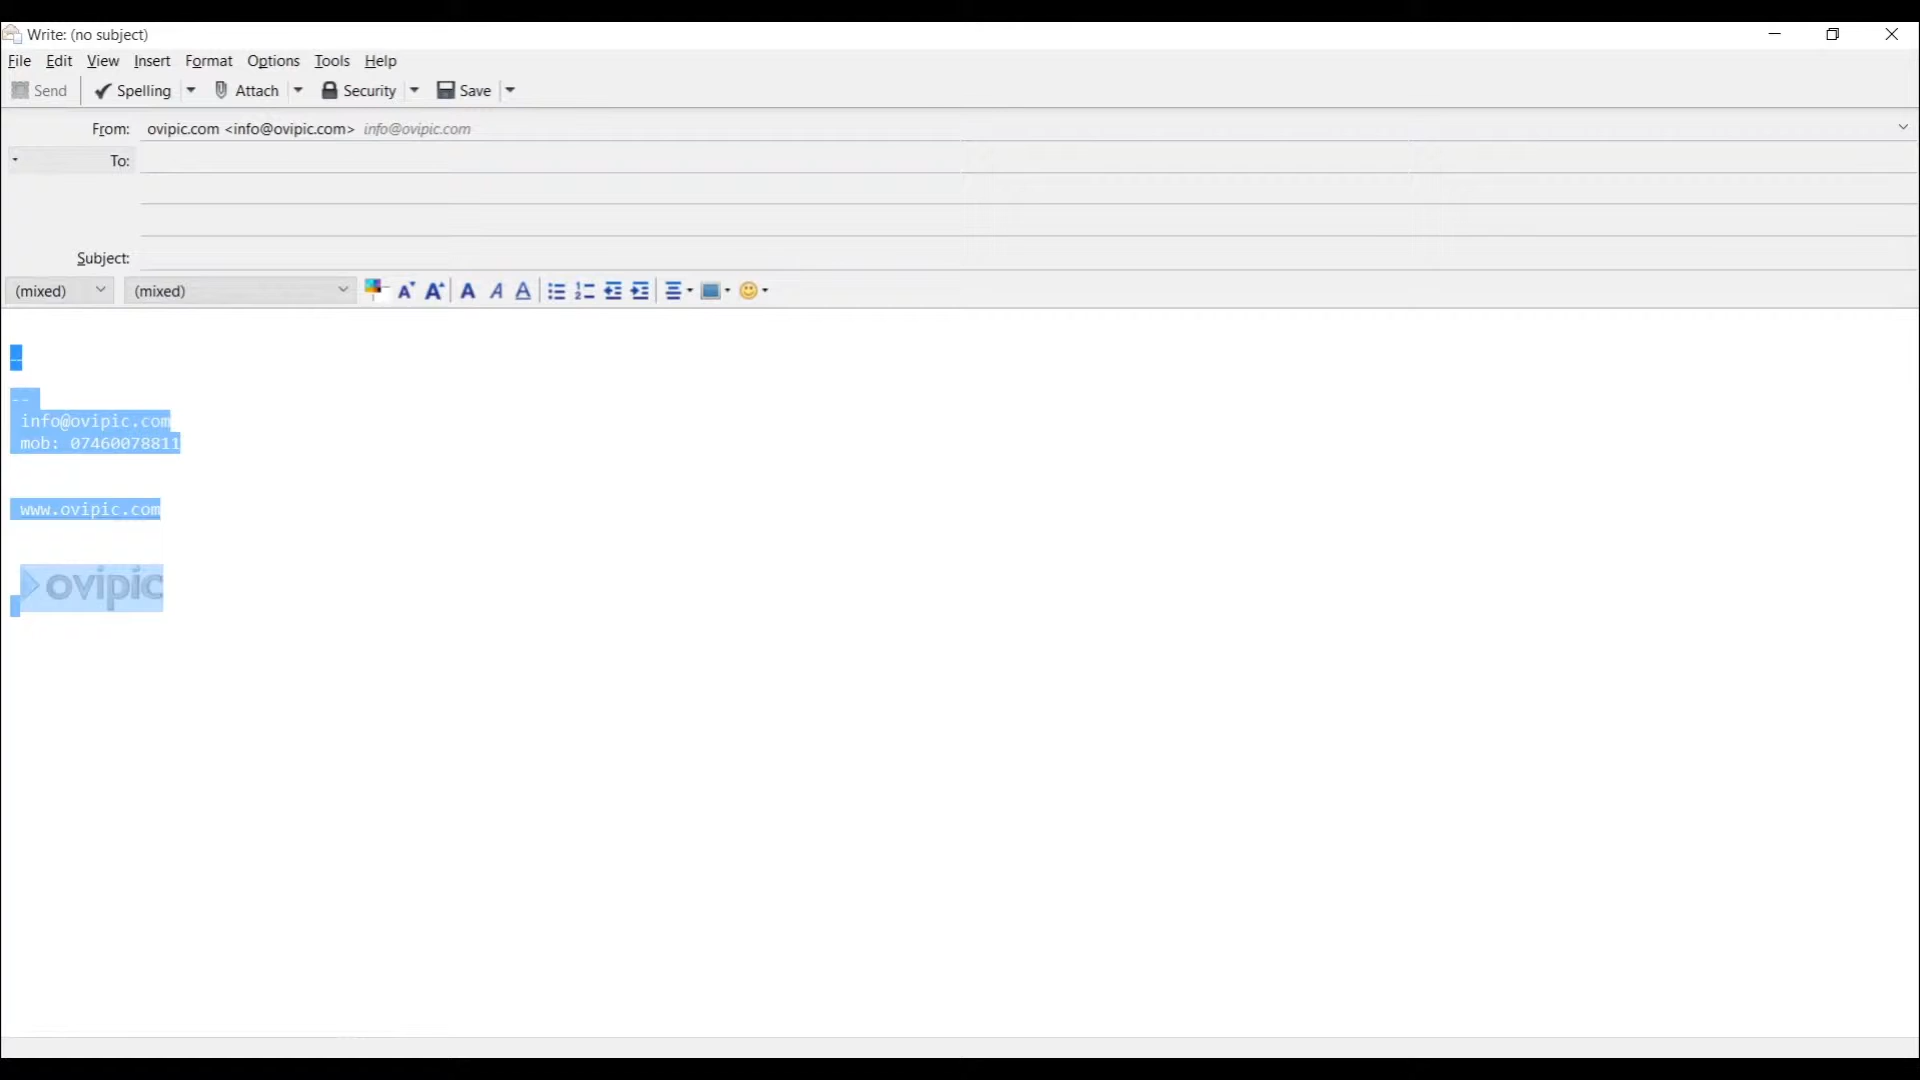 Write: (no subject)
File Edit View Insert Format Options Tools Help
Send Spelling Attach Security Save
From: ovipic.com <info@ovipic.com> info@ovipic.com
To:
Subject:
(mixed) (mixed)
--
info@ovipic.com
mob: 07460078811
www.ovipic.com
ovipic